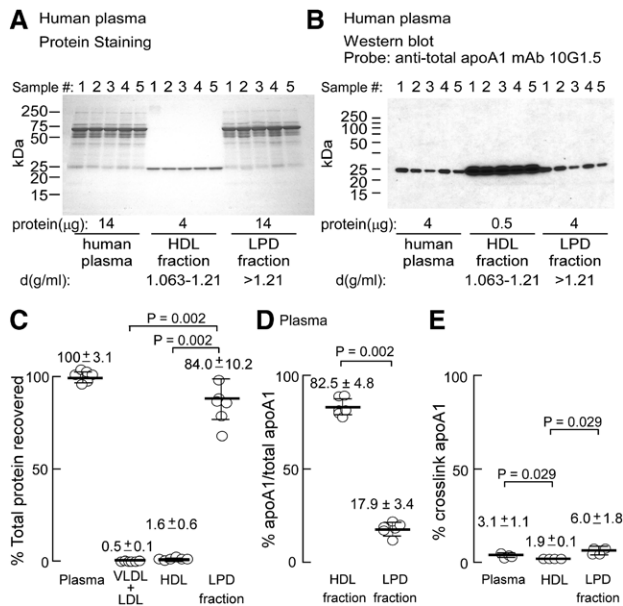 A Human plasma
Protein Staining
Sample #: 1 2 3 4 5 1 2 3 4 5 1 2 3 4 5
kDa
250
75
50
25
20
15
protein(μg): 14 4 14
human plasma
HDL fraction
LPD fraction
d(g/ml): 1.063-1.21 >1.21
B Human plasma
Western blot
Probe: anti-total apoA1 mAb 10G1.5
Sample #: 1 2 3 4 5 1 2 3 4 5 1 2 3 4 5
kDa
250
100
75
50
37
25
20
15
protein(μg): 4 0.5 4
human plasma
HDL fraction
LPD fraction
d(g/ml): 1.063-1.21 >1.21
C
P = 0.002
P = 0.002
100 ± 3.1
84.0 ± 10.2
% Total protein recovered
100
50
0
0.5 ± 0.1
1.6 ± 0.6
Plasma
VLDL + LDL
HDL
LPD fraction
D Plasma
P = 0.002
82.5 ± 4.8
% apoA1/total apoA1
100
50
0
17.9 ± 3.4
HDL fraction
LPD fraction
E
% crosslink apoA1
100
50
0
P = 0.029
P = 0.029
3.1 ± 1.1
1.9 ± 0.1
6.0 ± 1.8
Plasma
HDL
LPD fraction